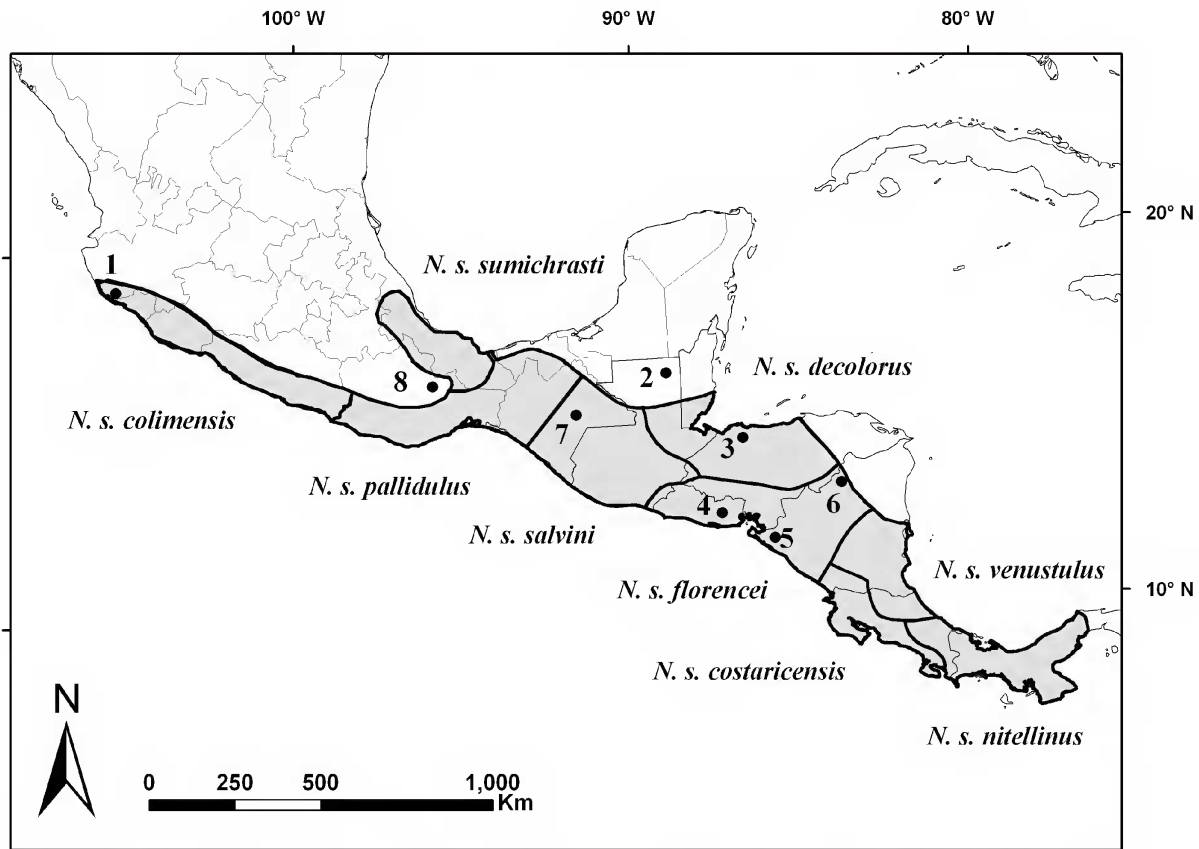 100° W
90° W
80° W
20° N
N. s. sumichrasti
1
2
N. s. decolorus
8
N. s. colimensis
7
3
N. s. pallidulus
6
4
N. s. salvini
5
N. s. venustulus
N. s. florencei
10° N
N. s. costaricensis
N
N. s. nitellinus
0 250 500 1,000
Km